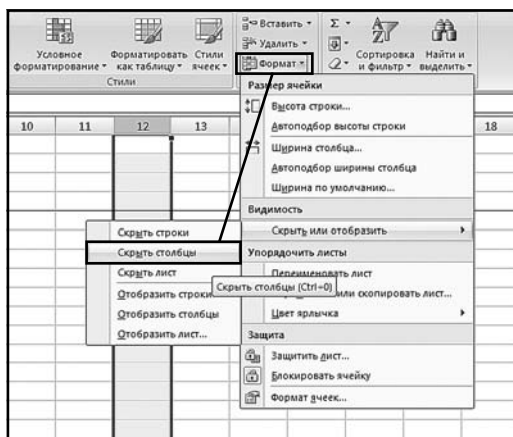 Вставить Σ
Удалить
Условное форматирование Форматировать как таблицу Стили ячеек Формат Сортировка и фильтр Найти и выделить
Стили
Размер ячейки
Высота строки...
Автоподбор высоты строки
10 11 12 13 18
Ширина столбца...
Автоподбор ширины столбца
Ширина по умолчанию...
Видимость
Скрыть или отобразить
Скрыть строки
Скрыть столбцы
Скрыть лист
Отобразить строки
Отобразить столбцы
Отобразить лист...
Упорядочить листы
Переименовать лист
Скрыть столбцы (Ctrl+0)
или скопировать лист...
Цвет ярлычка
Защита
Защитить лист...
Блокировать ячейку
Формат ячеек...